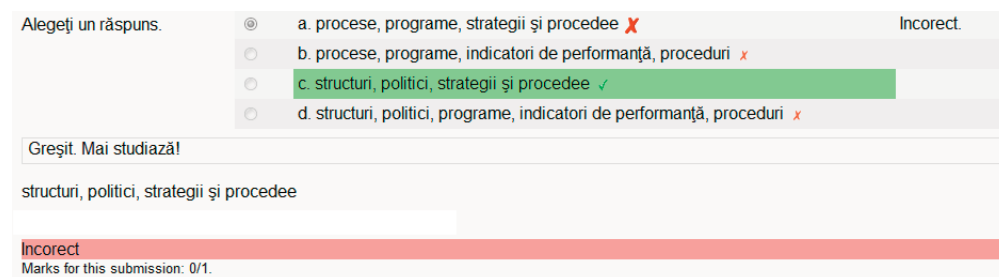 Alegeţi un răspuns.
a. procese, programe, strategii şi procedee ✗ Incorect.
b. procese, programe, indicatori de performanţă, proceduri ✗
c. structuri, politici, strategii şi procedee ✓
d. structuri, politici, programe, indicatori de performanţă, proceduri ✗
Greşit. Mai studiază!
structuri, politici, strategii şi procedee
Incorect
Marks for this submission: 0/1.